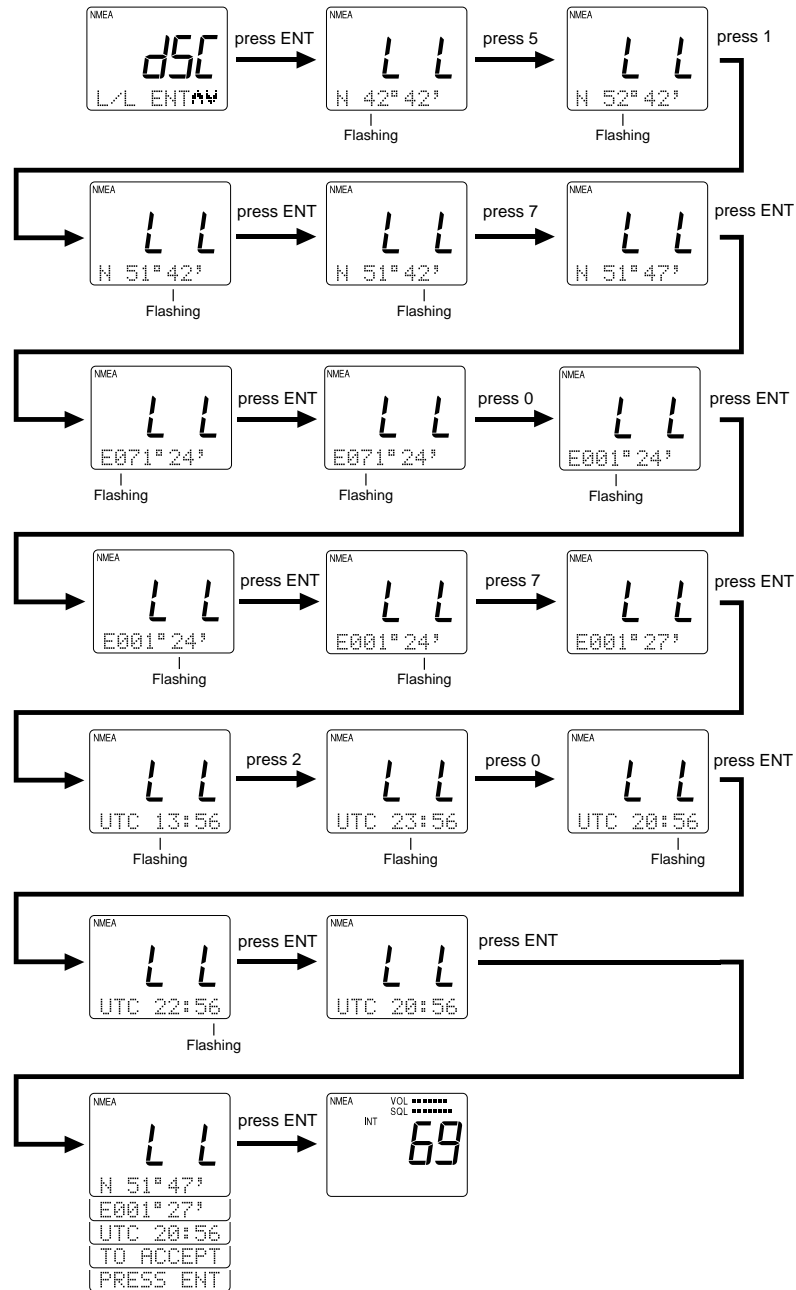 NMEA
dSC
L/L ENT
press ENT
NMEA
L L
N 42°42'
Flashing
press 5
NMEA
L L
N 52°42'
Flashing
press 1
NMEA
L L
N 51°42'
Flashing
press ENT
NMEA
L L
N 51°42'
Flashing
press 7
NMEA
L L
N 51°47'
press ENT
NMEA
L L
E071°24'
Flashing
press ENT
NMEA
L L
E071°24'
Flashing
press 0
NMEA
L L
E001°24'
Flashing
press ENT
NMEA
L L
E001°24'
Flashing
press ENT
NMEA
L L
E001°24'
Flashing
press 7
NMEA
L L
E001°27'
press ENT
NMEA
L L
UTC 13:56
Flashing
press 2
NMEA
L L
UTC 23:56
Flashing
press 0
NMEA
L L
UTC 20:56
Flashing
press ENT
NMEA
L L
UTC 22:56
Flashing
press ENT
NMEA
L L
UTC 20:56
press ENT
NMEA
L L
N 51°47'
E001°27'
UTC 20:56
TO ACCEPT
PRESS ENT
press ENT
NMEA
VOL
SQL
INT
69